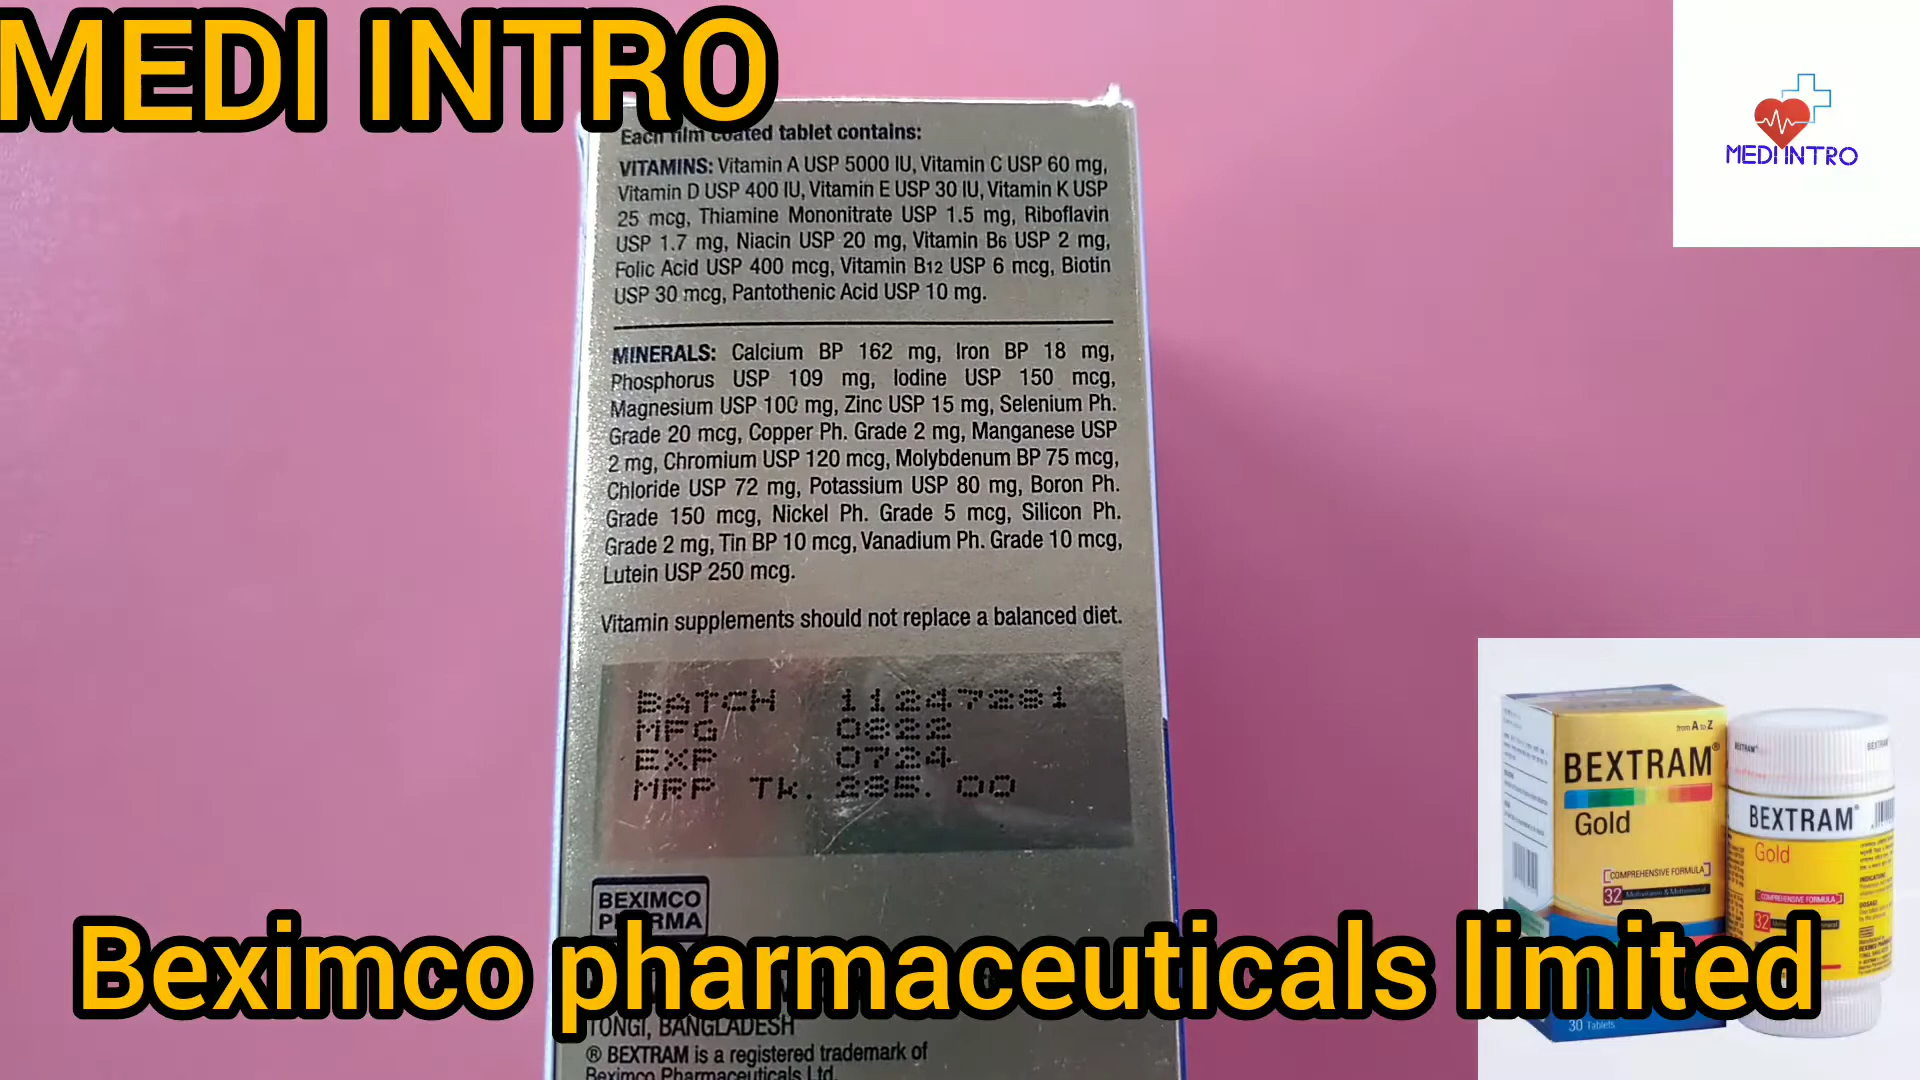 MEDI INTRO
MEDI INTRO
Each film coated tablet contains:
VITAMINS: Vitamin A USP 5000 IU, Vitamin C USP 60 mg,
Vitamin D USP 400 IU, Vitamin E USP 30 IU, Vitamin K USP
25 mcg, Thiamine Mononitrate USP 1.5 mg, Riboflavin
USP 1.7 mg, Niacin USP 20 mg, Vitamin B6 USP 2 mg,
Folic Acid USP 400 mcg, Vitamin B12 USP 6 mcg, Biotin
USP 30 mcg, Pantothenic Acid USP 10 mg.
MINERALS: Calcium BP 162 mg, Iron BP 18 mg,
Phosphorus USP 109 mg, Iodine USP 150 mcg,
Magnesium USP 100 mg, Zinc USP 15 mg, Selenium Ph.
Grade 20 mcg, Copper Ph. Grade 2 mg, Manganese USP
2 mg, Chromium USP 120 mcg, Molybdenum BP 75 mcg,
Chloride USP 72 mg, Potassium USP 80 mg, Boron Ph.
Grade 150 mcg, Nickel Ph. Grade 5 mcg, Silicon Ph.
Grade 2 mg, Tin BP 10 mcg, Vanadium Ph. Grade 10 mcg,
Lutein USP 250 mcg.
Vitamin supplements should not replace a balanced diet.
BATCH 11247281
MFG 0822
EXP 0724
MRP Tk. 285.00
BEXIMCO
PHARMA
Beximco pharmaceuticals limited
TONGI, BANGLADESH
® BEXTRAM is a registered trademark of
Beximco Pharmaceuticals Ltd.
from A to Z
BEXTRAM®
Gold
COMPREHENSIVE FORMULA
32 Multivitamin & Multimineral
30 Tablets
BEXTRAM®
BEXTRAM®
Gold
COMPREHENSIVE FORMULA
32
INDICATION
DOSAGE